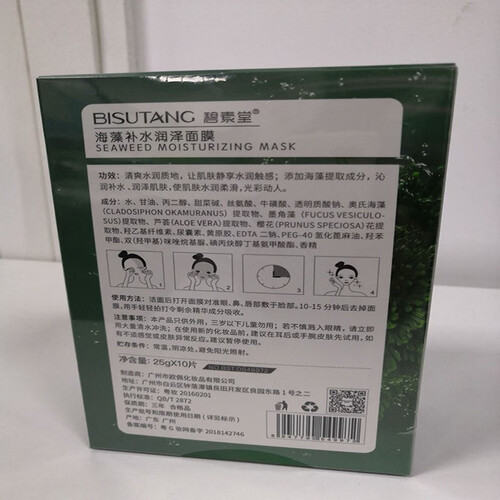 BISUTANG 碧素堂®
海藻补水润泽面膜
SEAWEED MOISTURIZING MASK
功效：清爽水润质地，让肌肤静享水润触感；添加海藻提取成分，沁
润补水、润泽肌肤，使肌肤水润柔滑，光彩动人。
成分：水、甘油、丙二醇、甜菜碱、丝氨酸、牛磺酸、透明质酸钠、奥氏海藻
(CLADOSIPHON OKAMURANUS) 提取物、墨角藻 (FUCUS VESICULO-
SUS) 提取物、芦荟 (ALOE VERA) 提取物、樱花 (PRUNUS SPECIOSA) 花提
取物、羟乙基纤维素、尿囊素、黄原胶、EDTA 二钠、PEG-40 氢化蓖麻油、羟苯
甲酯、双(羟甲基)咪唑烷基脲、碘丙炔醇丁基氨甲酸酯、香精
1 2 3 4
使用方法：洁面后打开面膜对准眼、鼻、唇部敷于脸部。10-15 分钟后去掉面
膜，用手轻轻拍打令剩余精华成分吸收。
注意事项：本产品只供外用，三岁以下儿童勿用；若不慎溅入眼睛，请立即
用大量清水冲洗；在使用新的化妆品前，建议在耳后或手腕皮肤先试用，
如有不适感觉或皮肤异常反应，建议暂停使用。
贮存条件：常温，阴凉处，避免阳光照眼。
净含量：25gX10片
制造商：广州市欧佩化妆品有限公司
地址：广州市白云区钟落潭镇良田开发区良园东路 1 号之二
生产许可证：粤妆 20160201
执行标准：QB/T 2872
保质期：三年 合格品
生产批号和限期使用日期（详见标示）
产地：广东 广州
备案编号：粤 G 妆网备字 2018142746